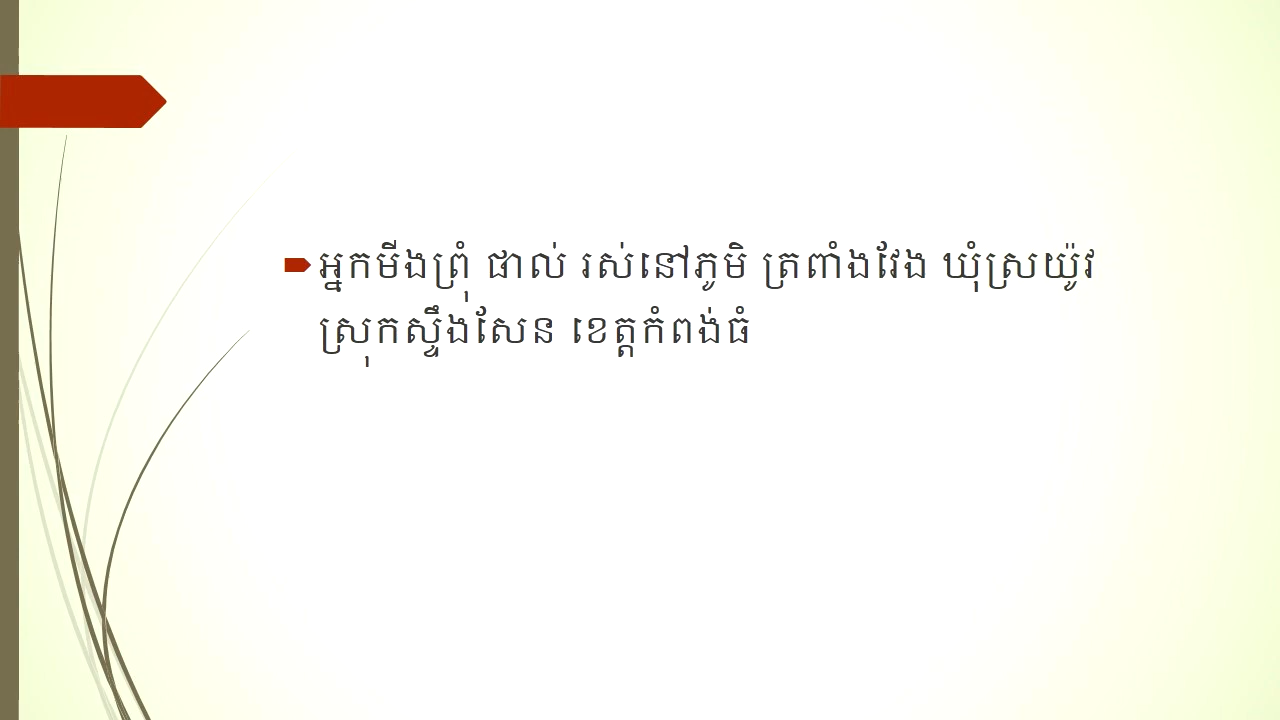 អ្នកមីងព្រុំ ផាល់ រស់នៅភូមិ ត្រពាំងវែង ឃុំស្រយ៉ូវ
ស្រុកស្ទឹងសែន ខេត្តកំពង់ធំ